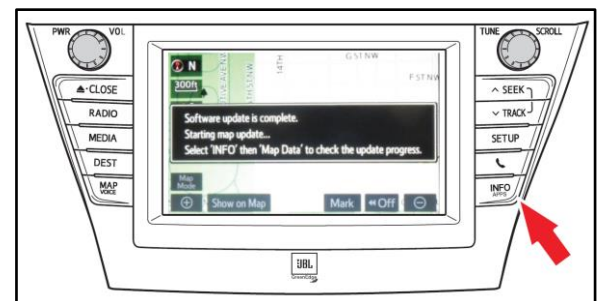 PWR
VOL
TUNE
SCROLL
CLOSE
RADIO
MEDIA
DEST
MAP
VOICE
N
300ft
14TH
G ST NW
F ST NW
Software update is complete.
Starting map update...
Select 'INFO' then 'Map Data' to check the update progress.
Map
Mode
Show on Map
Mark
Off
SEEK
TRACK
SETUP
INFO
APPS
JBL
GreenEdge